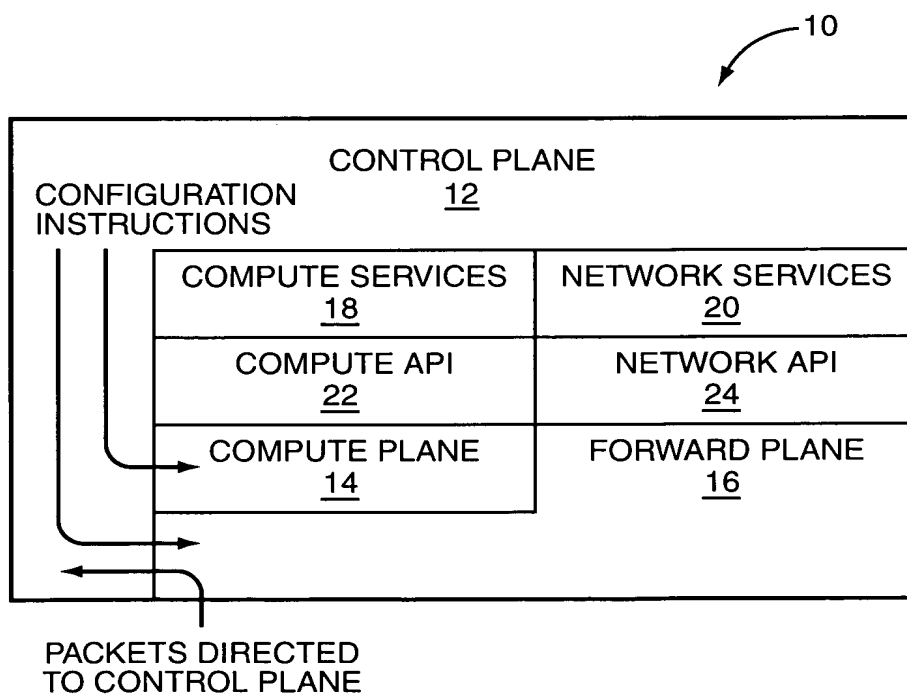 10
CONTROL PLANE
12
CONFIGURATION
INSTRUCTIONS
COMPUTE SERVICES
18
NETWORK SERVICES
20
COMPUTE API
22
NETWORK API
24
COMPUTE PLANE
14
FORWARD PLANE
16
PACKETS DIRECTED
TO CONTROL PLANE